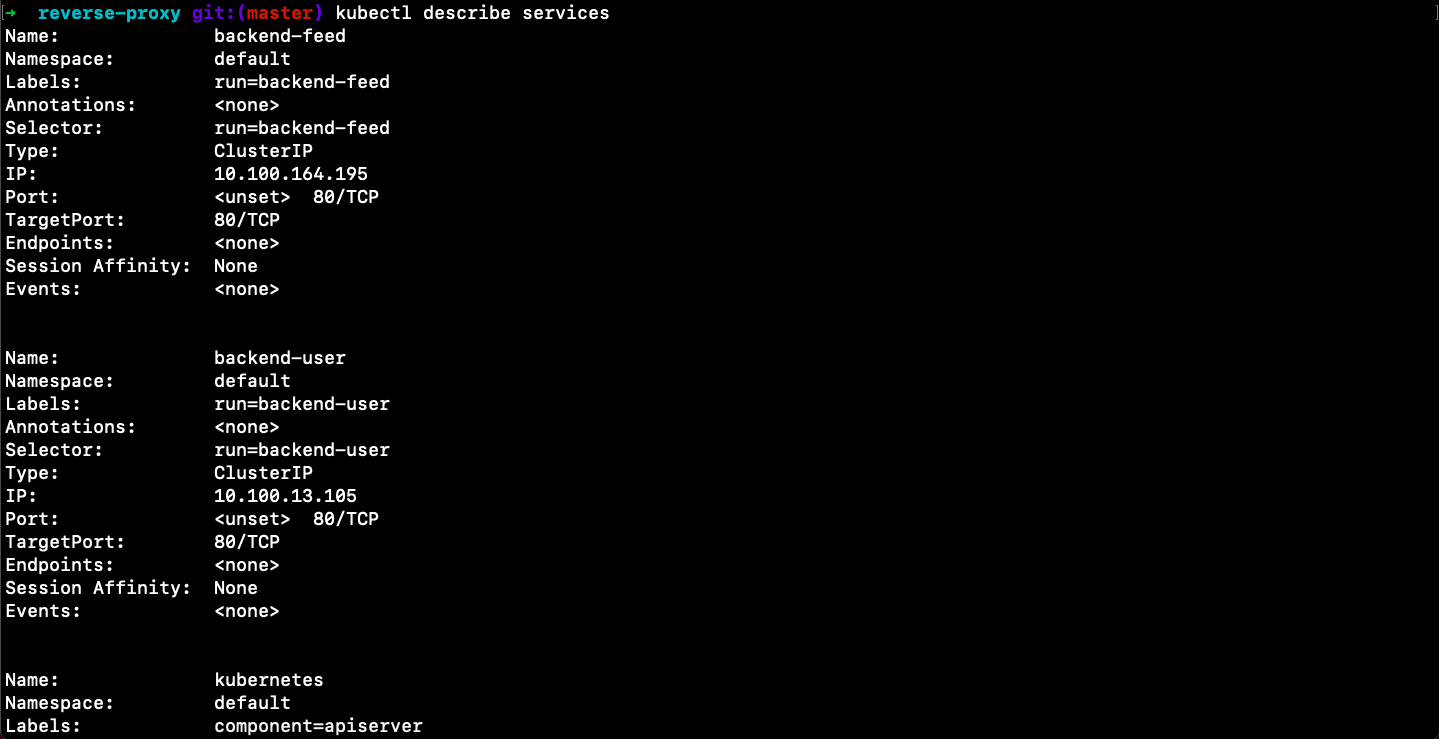 ➜ reverse-proxy git:(master) kubectl describe services
Name: backend-feed
Namespace: default
Labels: run=backend-feed
Annotations: <none>
Selector: run=backend-feed
Type: ClusterIP
IP: 10.100.164.195
Port: <unset> 80/TCP
TargetPort: 80/TCP
Endpoints: <none>
Session Affinity: None
Events: <none>
Name: backend-user
Namespace: default
Labels: run=backend-user
Annotations: <none>
Selector: run=backend-user
Type: ClusterIP
IP: 10.100.13.105
Port: <unset> 80/TCP
TargetPort: 80/TCP
Endpoints: <none>
Session Affinity: None
Events: <none>
Name: kubernetes
Namespace: default
Labels: component=apiserver